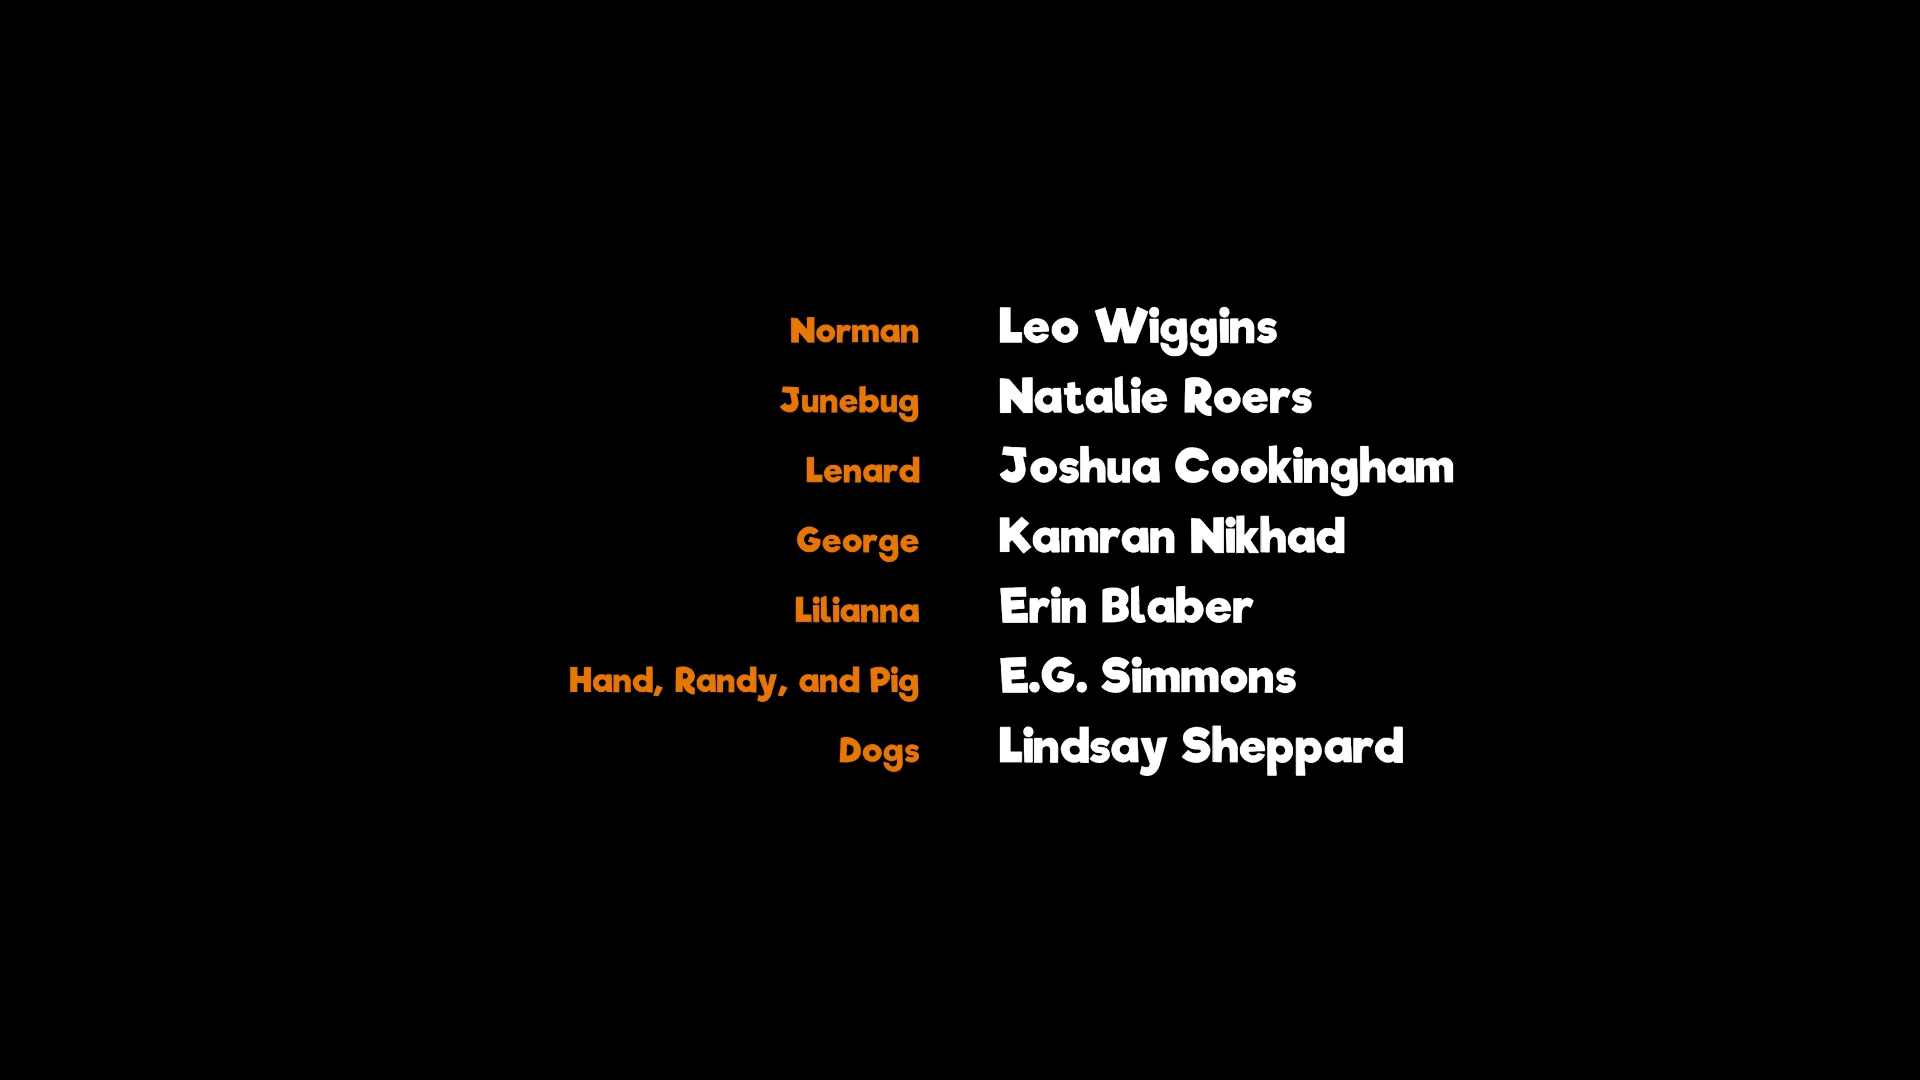 Norman Leo Wiggins
Junebug Natalie Roers
Lenard Joshua Cookingham
George Kamran Nikhad
Lilianna Erin Blaber
Hand, Randy, and Pig E.G. Simmons
Dogs Lindsay Sheppard